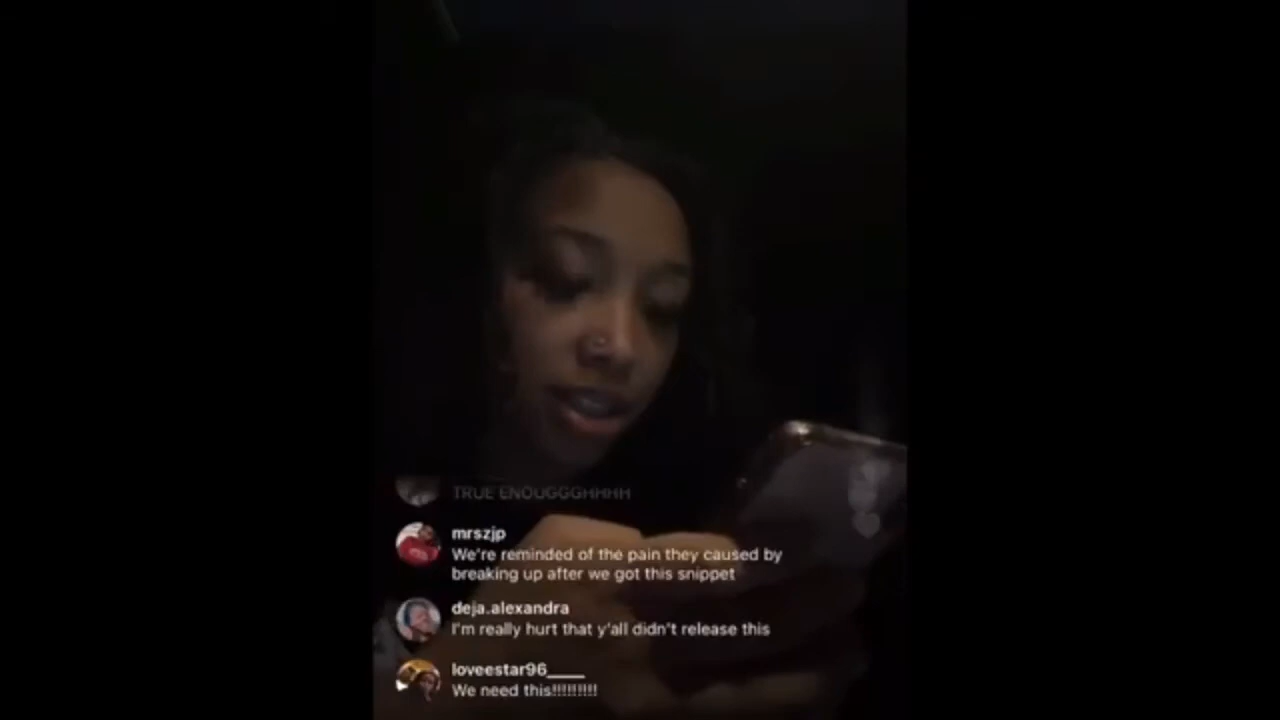 TRUE ENOUGGGHHHH
mrszjp
We're reminded of the pain they caused by
breaking up after we got this snippet
deja.alexandra
I'm really hurt that y'all didn't release this
loveestar96____
We need this!!!!!!!!!